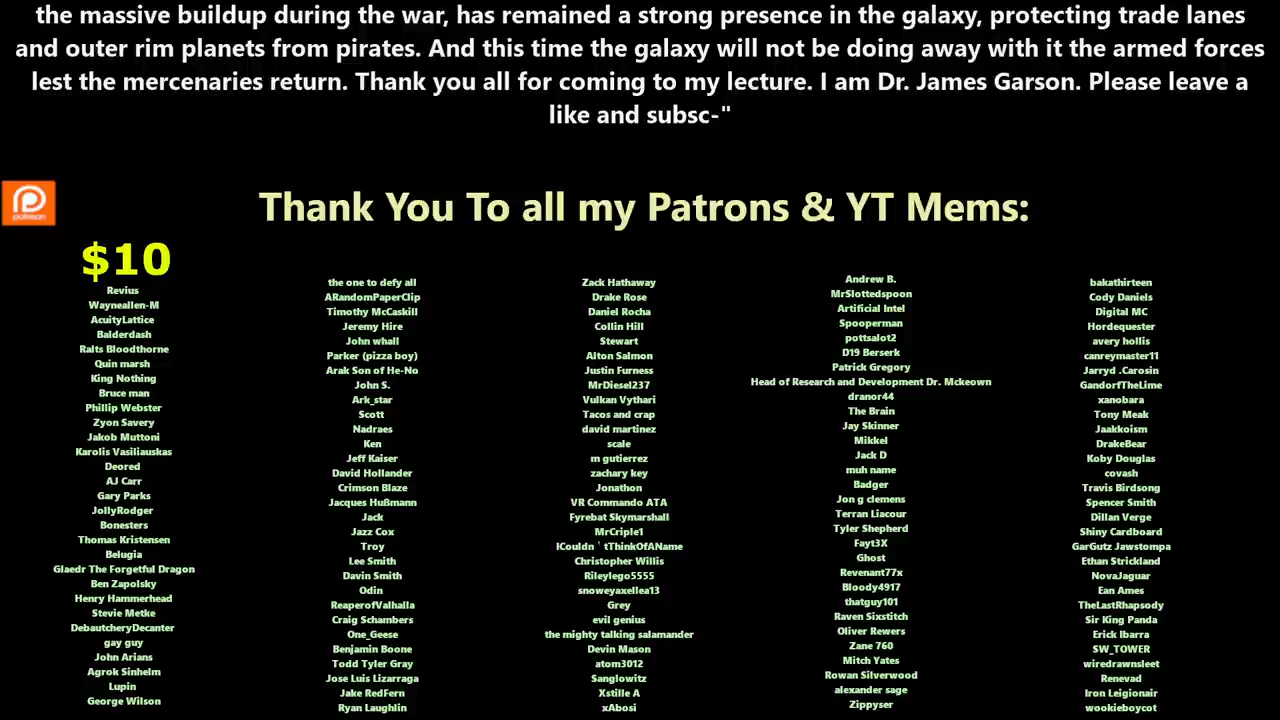 the massive buildup during the war, has remained a strong presence in the galaxy, protecting trade lanes
and outer rim planets from pirates. And this time the galaxy will not be doing away with it the armed forces
lest the mercenaries return. Thank you all for coming to my lecture. I am Dr. James Garson. Please leave a
like and subsc-"
patreon
Thank You To all my Patrons & YT Mems:
$10
Revius
Wayneallen-M
AcuityLattice
Balderdash
Ralts Bloodthorne
Quin marsh
King Nothing
Bruce man
Phillip Webster
Zyon Savery
Jakob Muttoni
Karolis Vasiliauskas
Deored
AJ Carr
Gary Parks
JollyRodger
Bonesters
Thomas Kristensen
Belugia
Glaedr The Forgetful Dragon
Ben Zapolsky
Henry Hammerhead
Stevie Metke
DebautcheryDecanter
gay guy
John Arians
Agrok Sinhelm
Lupin
George Wilson
the one to defy all
ARandomPaperClip
Timothy McCaskill
Jeremy Hire
John whall
Parker (pizza boy)
Arak Son of He-No
John S.
Ark_star
Scott
Nadraes
Ken
Jeff Kaiser
David Hollander
Crimson Blaze
Jacques Hußmann
Jack
Jazz Cox
Troy
Lee Smith
Davin Smith
Odin
ReaperofValhalla
Craig Schambers
One_Geese
Benjamin Boone
Todd Tyler Gray
Jose Luis Lizarraga
Jake RedFern
Ryan Laughlin
Zack Hathaway
Drake Rose
Daniel Rocha
Collin Hill
Stewart
Alton Salmon
Justin Furness
MrDiesel237
Vulkan Vythari
Tacos and crap
david martinez
scale
m gutierrez
zachary key
Jonathon
VR Commando ATA
Fyrebat Skymarshall
MrCriple1
ICouldn＇tThinkOfAName
Christopher Willis
Rileylego5555
snoweyaxellea13
Grey
evil genius
the mighty talking salamander
Devin Mason
atom3012
Sanglowitz
Xstille A
xAbosi
Andrew B.
MrSlottedspoon
Artificial Intel
Spooperman
pottsalot2
D19 Berserk
Patrick Gregory
Head of Research and Development Dr. Mckeown
dranor44
The Brain
Jay Skinner
Mikkel
Jack D
muh name
Badger
Jon g clemens
Terran Liacour
Tyler Shepherd
Fayt3X
Ghost
Revenant77x
Bloody4917
thatguy101
Raven Sixstitch
Oliver Rewers
Zane 760
Mitch Yates
Rowan Silverwood
alexander sage
Zippyser
bakathirteen
Cody Daniels
Digital MC
Hordequester
avery hollis
canreymaster11
Jarryd .Carosin
GandorfTheLime
xanobara
Tony Meak
Jaakkoism
DrakeBear
Koby Douglas
covash
Travis Birdsong
Spencer Smith
Dillan Verge
Shiny Cardboard
GarGutz Jawstompa
Ethan Strickland
NovaJaguar
Ean Ames
TheLastRhapsody
Sir King Panda
Erick Ibarra
SW_TOWER
wiredrawnsleet
Renevad
Iron Leigionair
wookieboycot